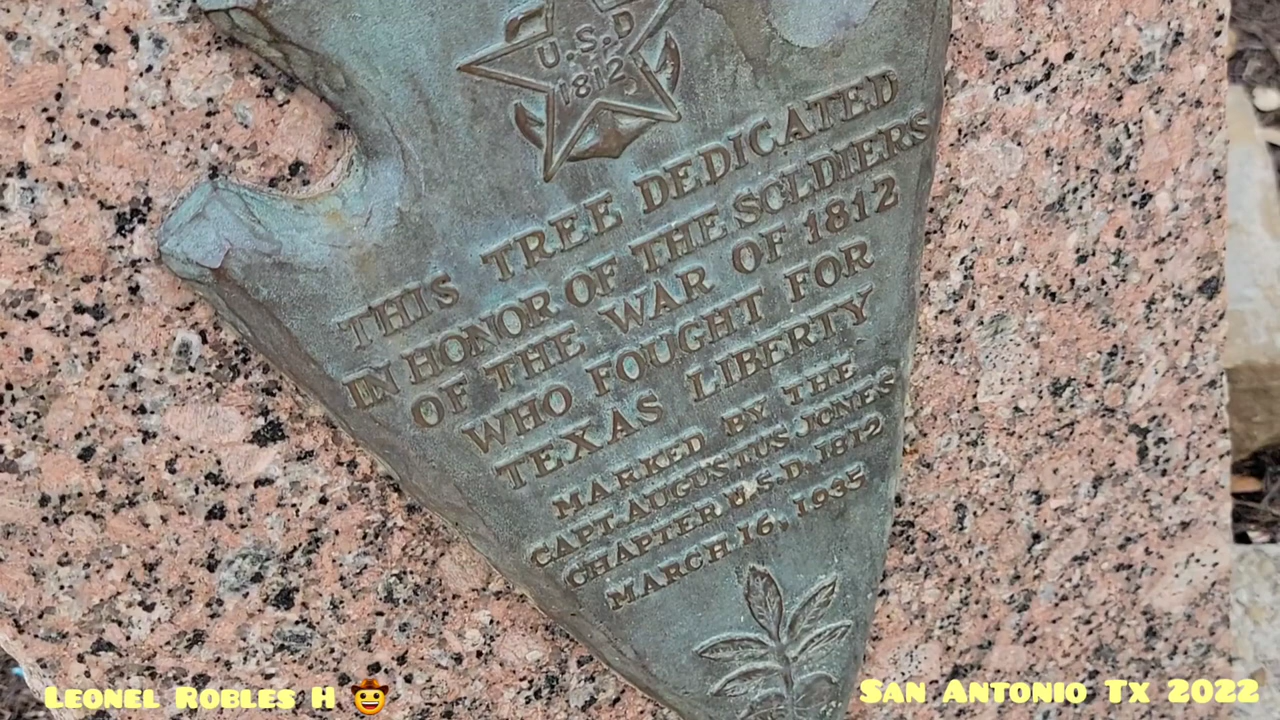 U.S.D
1812
THIS TREE DEDICATED
IN HONOR OF THE SOLDIERS
OF THE WAR OF 1812
WHO FOUGHT FOR
TEXAS LIBERTY
MARKED BY THE
CAPT. AUGUSTUS JONES
CHAPTER U.S.D. 1812
MARCH 16, 1935
Leonel Robles H 🤠
San Antonio Tx 2022